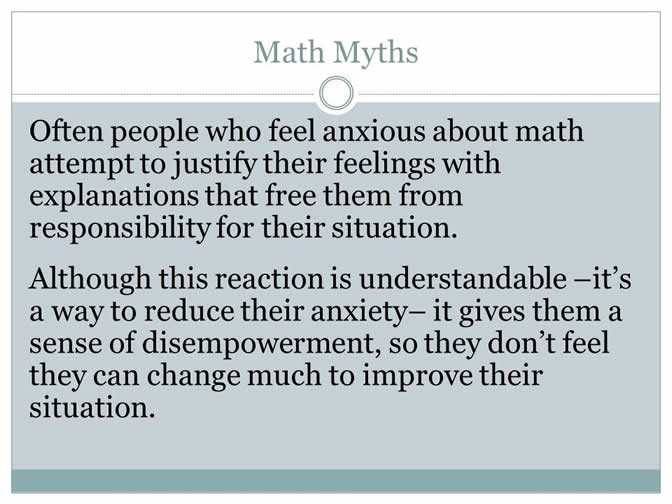 Math Myths
Often people who feel anxious about math
attempt to justify their feelings with
explanations that free them from
responsibility for their situation.
Although this reaction is understandable –it’s
a way to reduce their anxiety– it gives them a
sense of disempowerment, so they don’t feel
they can change much to improve their
situation.